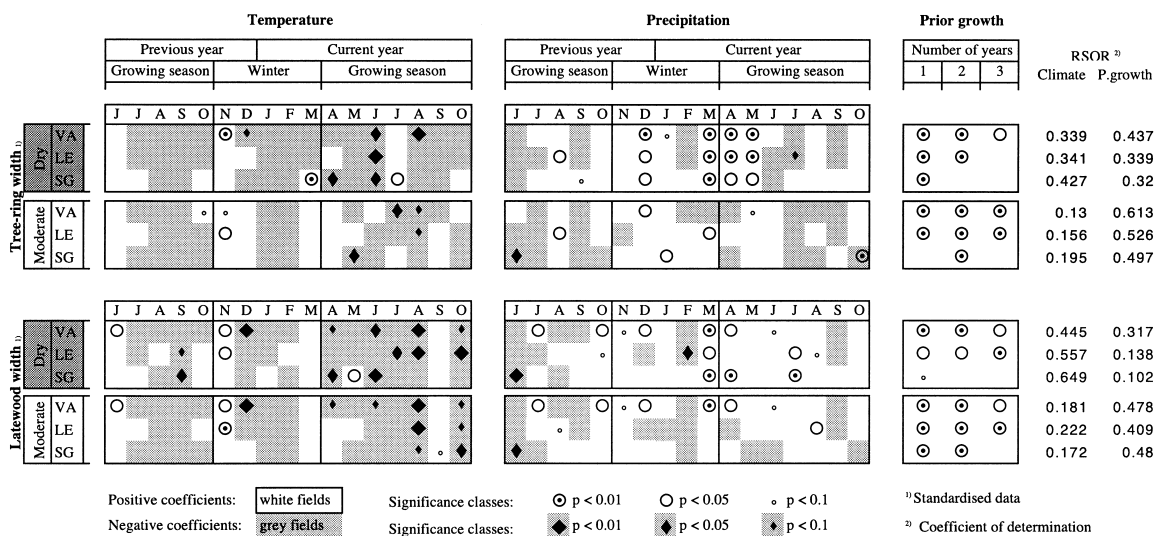 Temperature Precipitation Prior growth
Previous year Current year Previous year Current year Number of years RSOR 2)
Growing season Winter Growing season Growing season Winter Growing season 1 2 3 Climate P.growth
J J A S O N D J F M A M J J A S O J J A S O N D J F M A M J J A S O
Tree-ring width 1)
Dry
VA 0.339 0.437
LE 0.341 0.339
SG 0.427 0.32
Moderate
VA 0.13 0.613
LE 0.156 0.526
SG 0.195 0.497
J J A S O N D J F M A M J J A S O J J A S O N D J F M A M J J A S O
Latewood width 1)
Dry
VA 0.445 0.317
LE 0.557 0.138
SG 0.649 0.102
Moderate
VA 0.181 0.478
LE 0.222 0.409
SG 0.172 0.48
Positive coefficients: white fields Significance classes: p < 0.01 p < 0.05 p < 0.1 1) Standardised data
Negative coefficients: grey fields Significance classes: p < 0.01 p < 0.05 p < 0.1 2) Coefficient of determination